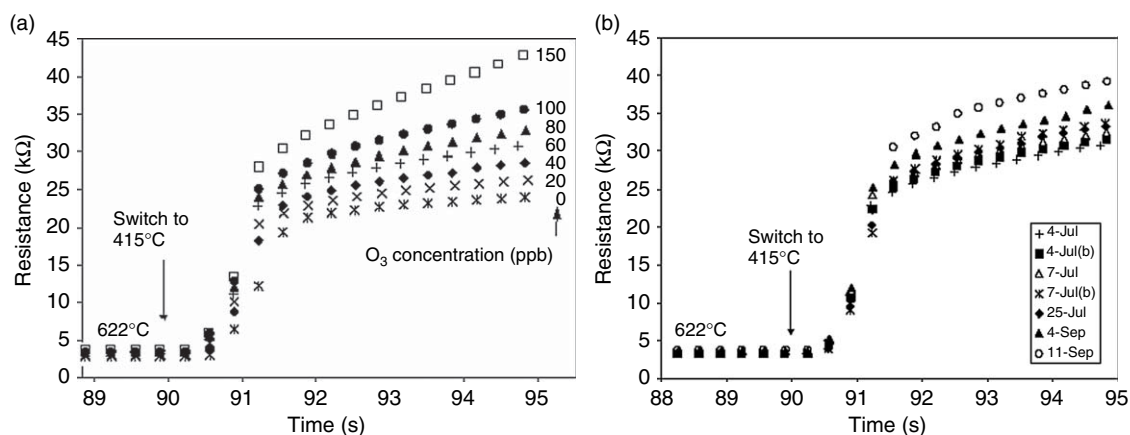 (a)
45
40
35
30
25
20
15
10
5
0
Resistance (kΩ)
89 90 91 92 93 94 95
Time (s)
622°C
Switch to
415°C
150
100
80
60
40
20
0
O₃ concentration (ppb)
(b)
45
40
35
30
25
20
15
10
5
0
Resistance (kΩ)
88 89 90 91 92 93 94 95
Time (s)
622°C
Switch to
415°C
4-Jul
4-Jul(b)
7-Jul
7-Jul(b)
25-Jul
4-Sep
11-Sep